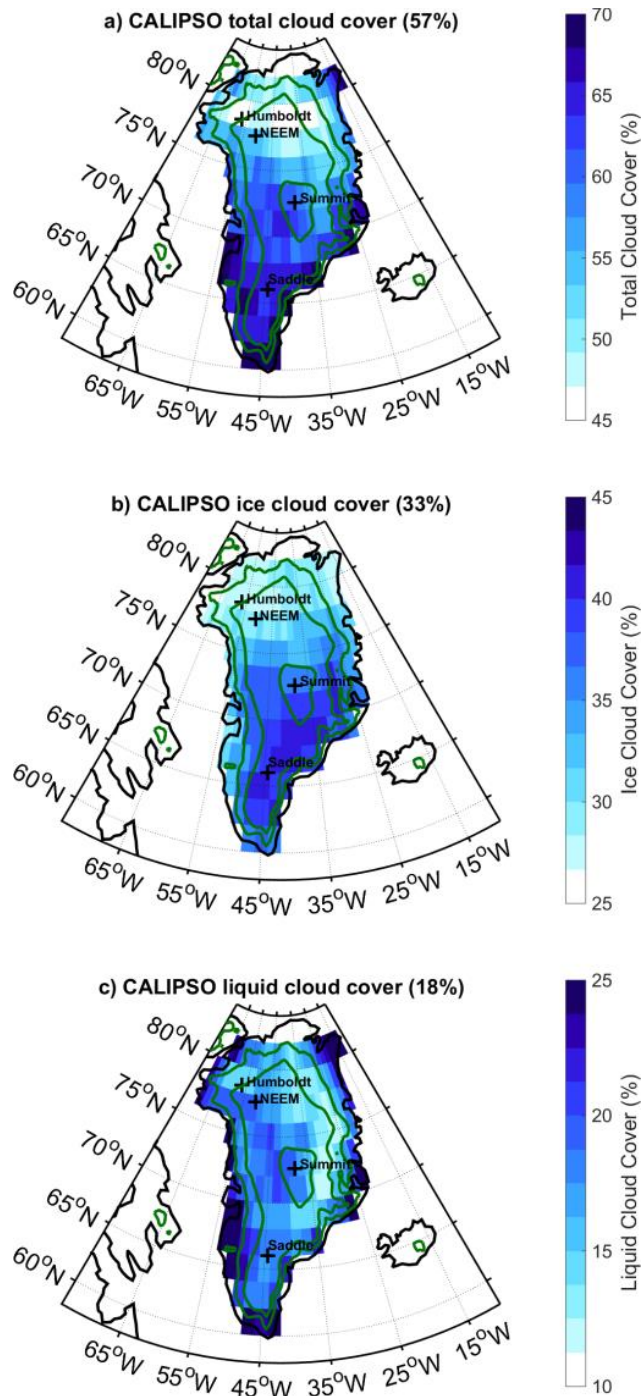 a) CALIPSO total cloud cover (57%)
80°N
75°N
70°N
65°N
60°N
65°W
55°W
45°W
35°W
25°W
15°W
Humboldt
NEEM
Summit
Saddle
70
65
60
55
50
45
Total Cloud Cover (%)
b) CALIPSO ice cloud cover (33%)
80°N
75°N
70°N
65°N
60°N
65°W
55°W
45°W
35°W
25°W
15°W
Humboldt
NEEM
Summit
Saddle
45
40
35
30
25
Ice Cloud Cover (%)
c) CALIPSO liquid cloud cover (18%)
80°N
75°N
70°N
65°N
60°N
65°W
55°W
45°W
35°W
25°W
15°W
Humboldt
NEEM
Summit
Saddle
25
20
15
10
Liquid Cloud Cover (%)